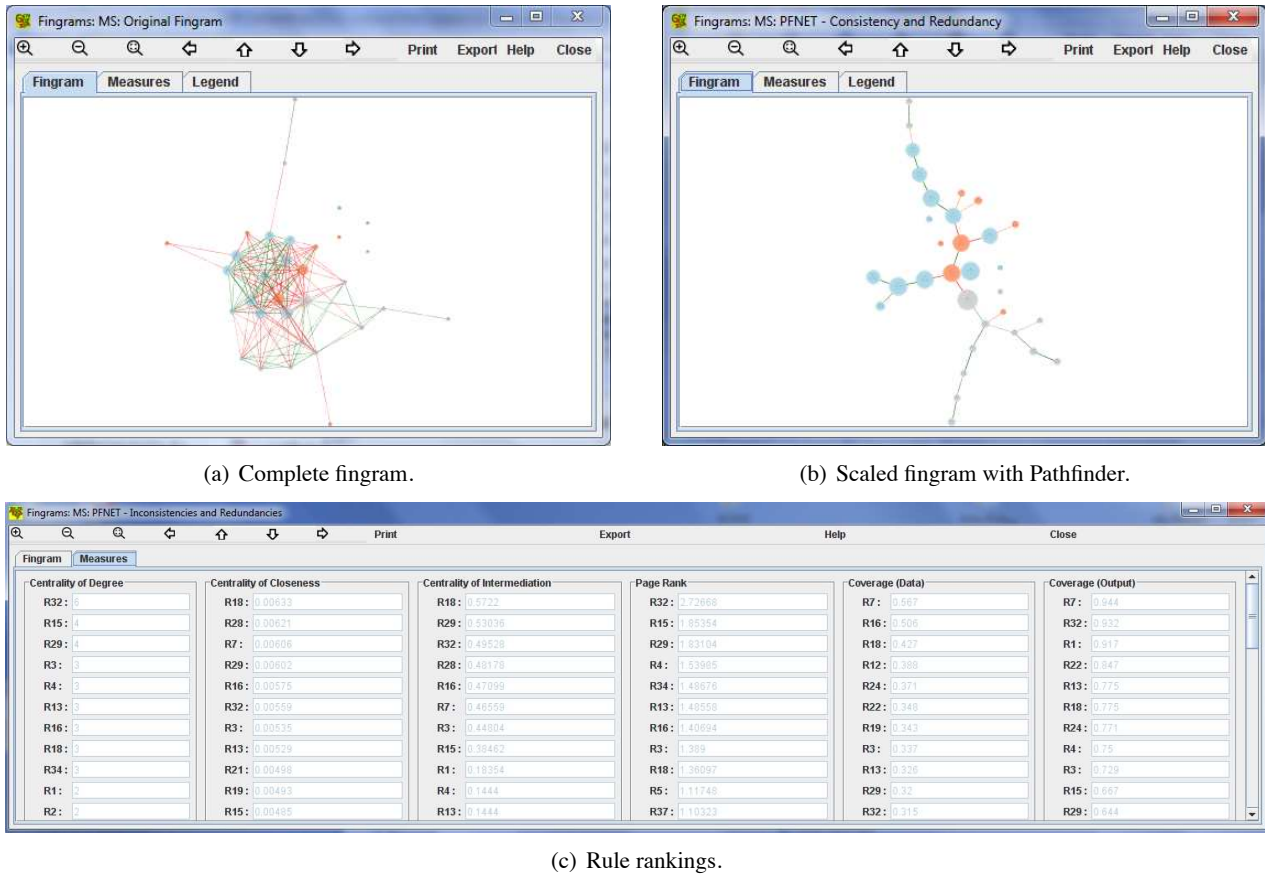 Fingrams: MS: Original Fingram
Print Export Help Close
Fingram Measures Legend
Fingrams: MS: PFNET - Consistency and Redundancy
Print Export Help Close
Fingram Measures Legend
(a) Complete fingram.
(b) Scaled fingram with Pathfinder.
Fingrams: MS: PFNET - Inconsistencies and Redundancies
Print Export Help Close
Fingram Measures
Centrality of Degree Centrality of Closeness Centrality of Intermediation Page Rank Coverage (Data) Coverage (Output)
R32: 6 R18: 0.00633 R18: 0.5722 R32: 2.72668 R7: 0.567 R7: 0.944
R15: 4 R28: 0.00621 R29: 0.53036 R15: 1.85354 R16: 0.506 R32: 0.932
R29: 4 R7: 0.00606 R32: 0.49528 R29: 1.83104 R18: 0.427 R1: 0.917
R3: 3 R29: 0.00602 R28: 0.48178 R4: 1.53985 R12: 0.388 R22: 0.847
R4: 3 R16: 0.00575 R16: 0.47099 R34: 1.48676 R24: 0.371 R13: 0.775
R13: 3 R32: 0.00559 R7: 0.46559 R13: 1.48558 R22: 0.348 R18: 0.775
R16: 3 R3: 0.00535 R3: 0.44804 R16: 1.40694 R19: 0.343 R24: 0.771
R18: 3 R13: 0.00529 R15: 0.38462 R3: 1.389 R3: 0.337 R4: 0.75
R34: 3 R21: 0.00498 R1: 0.18354 R18: 1.36097 R13: 0.326 R3: 0.729
R1: 2 R19: 0.00493 R4: 0.1444 R5: 1.11748 R29: 0.32 R15: 0.667
R2: 2 R15: 0.00485 R13: 0.1444 R37: 1.10323 R32: 0.315 R29: 0.644
(c) Rule rankings.